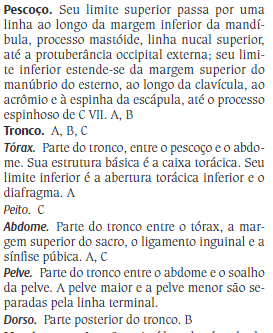 Pescoço. Seu limite superior passa por uma
linha ao longo da margem inferior da mandí-
bula, processo mastóide, linha nucal superior,
até a protuberância occipital externa; seu limi-
te inferior estende-se da margem superior do
manúbrio do esterno, ao longo da clavícula, ao
acrômio e à espinha da escápula, até o processo
espinhoso de C VII. A, B
Tronco. A, B, C
Tórax. Parte do tronco, entre o pescoço e o abdo-
me. Sua estrutura básica é a caixa torácica. Seu
limite inferior é a abertura torácica inferior e o
diafragma. A
Peito. C
Abdome. Parte do tronco entre o tórax, a mar-
gem superior do sacro, o ligamento inguinal e a
sínfise púbica. A, C
Pelve. Parte do tronco entre o abdome e o soalho
da pelve. A pelve maior e a pelve menor são se-
paradas pela linha terminal.
Dorso. Parte posterior do tronco. B